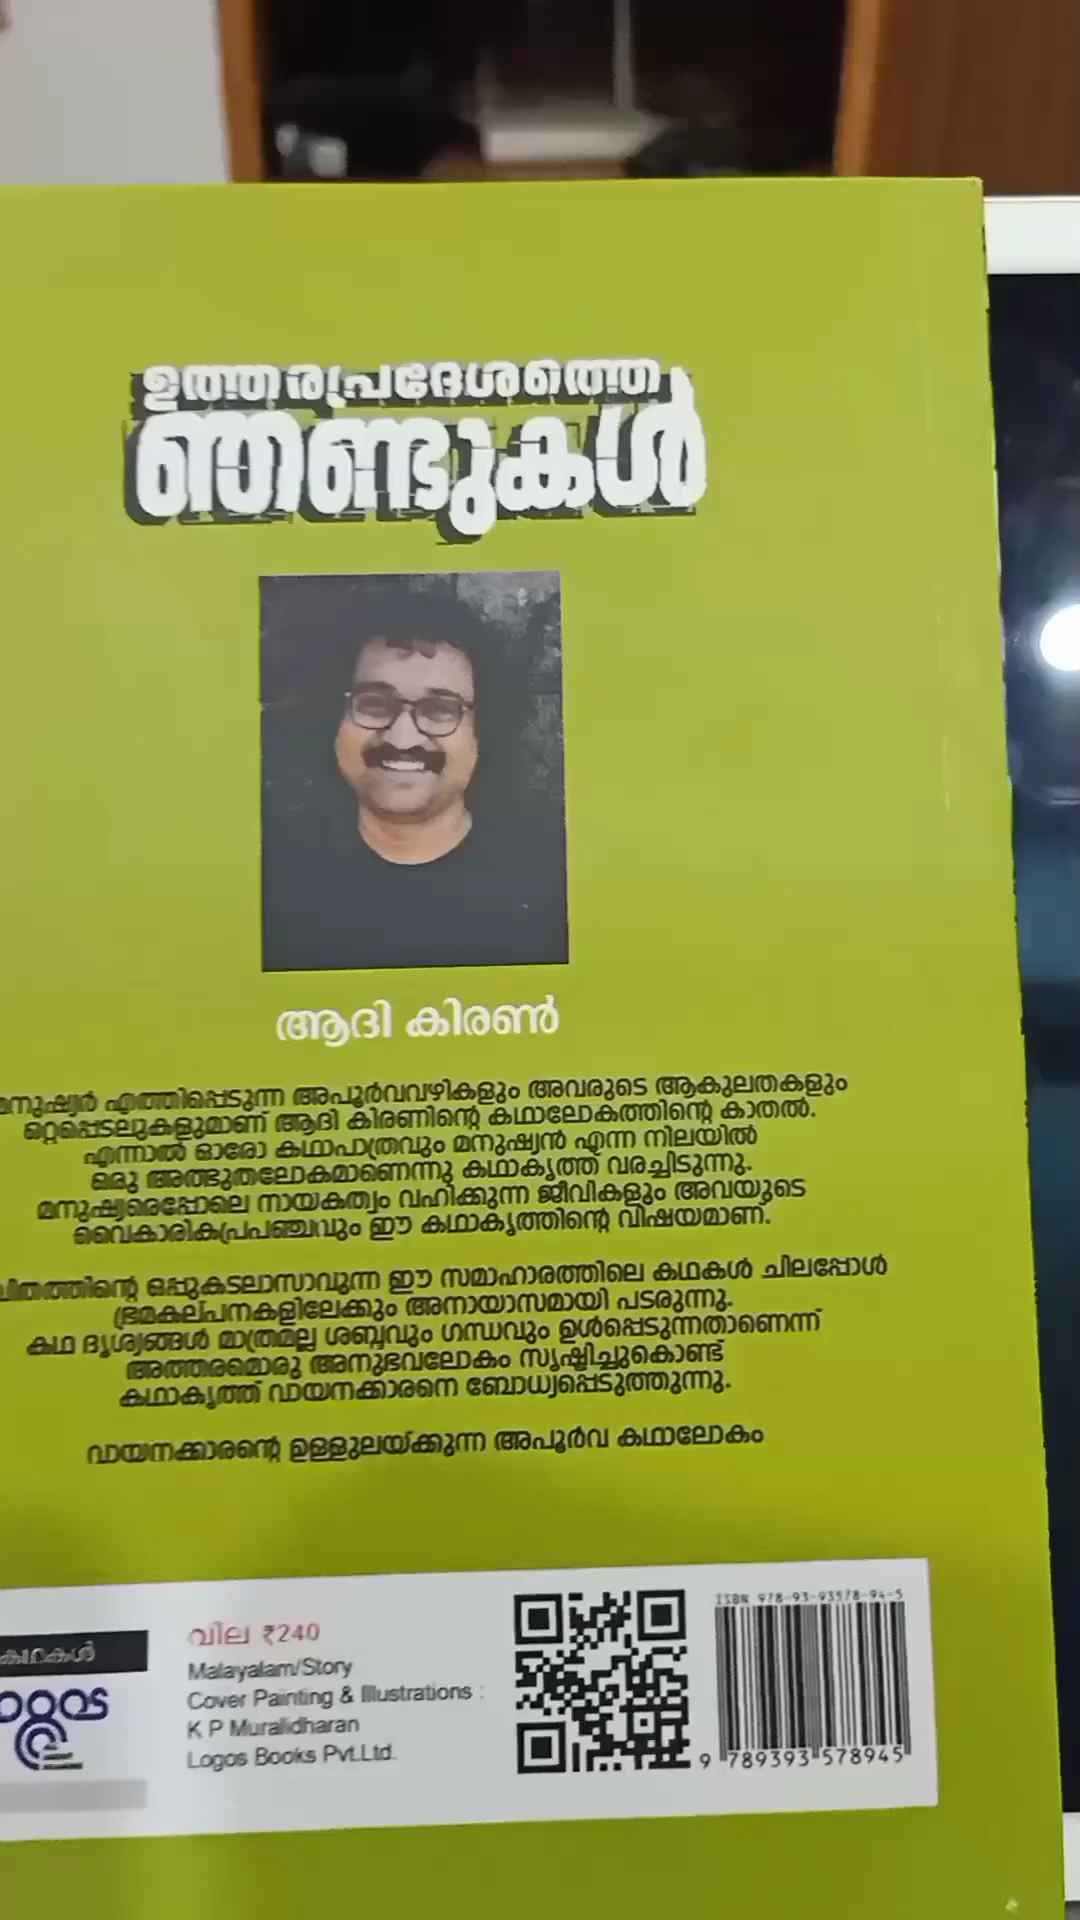 ഉത്തരപ്രദേശത്തെ
ഞണ്ടുകൾ
ആദി കിരൺ
മനുഷ്യർ എത്തിപ്പെടുന്ന അപൂർവവഴികളും അവരുടെ ആകുലതകളും
ഒറ്റപ്പെടലുകളുമാണ് ആദി കിരണിന്റെ കഥാലോകത്തിന്റെ കാതൽ.
എന്നാൽ ഓരോ കഥാപാത്രവും മനുഷ്യൻ എന്ന നിലയിൽ
ഒരു അത്ഭുതലോകമാണെന്നു കഥാകൃത്ത് വരച്ചിടുന്നു.
മനുഷ്യരെപ്പോലെ നായകത്വം വഹിക്കുന്ന ജീവികളും അവയുടെ
വൈകാരികപ്രപഞ്ചവും ഈ കഥാകൃത്തിന്റെ വിഷയമാണ്.
ഒപ്പുകടലാസാവുന്ന ഈ സമാഹാരത്തിലെ കഥകൾ ചിലപ്പോൾ
ഭ്രമകല്പനകളിലേക്കും അനായാസമായി പടരുന്നു.
കഥ ദൃശ്യങ്ങൾ മാത്രമല്ല ശബ്ദവും ഗന്ധവും ഉൾപ്പെടുന്നതാണെന്ന്
അത്തരമൊരു അനുഭവലോകം സൃഷ്ടിച്ചുകൊണ്ട്
കഥാകൃത്ത് വായനക്കാരനെ ബോധ്യപ്പെടുത്തുന്നു.
വായനക്കാരന്റെ ഉള്ളുലയ്ക്കുന്ന അപൂർവ കഥാലോകം
കഥകൾ
വില ₹240
Malayalam/Story
Cover Painting & Illustrations :
K P Muralidharan
Logos Books Pvt.Ltd.
ISBN 978-93-93578-94-5
9 789393 578945